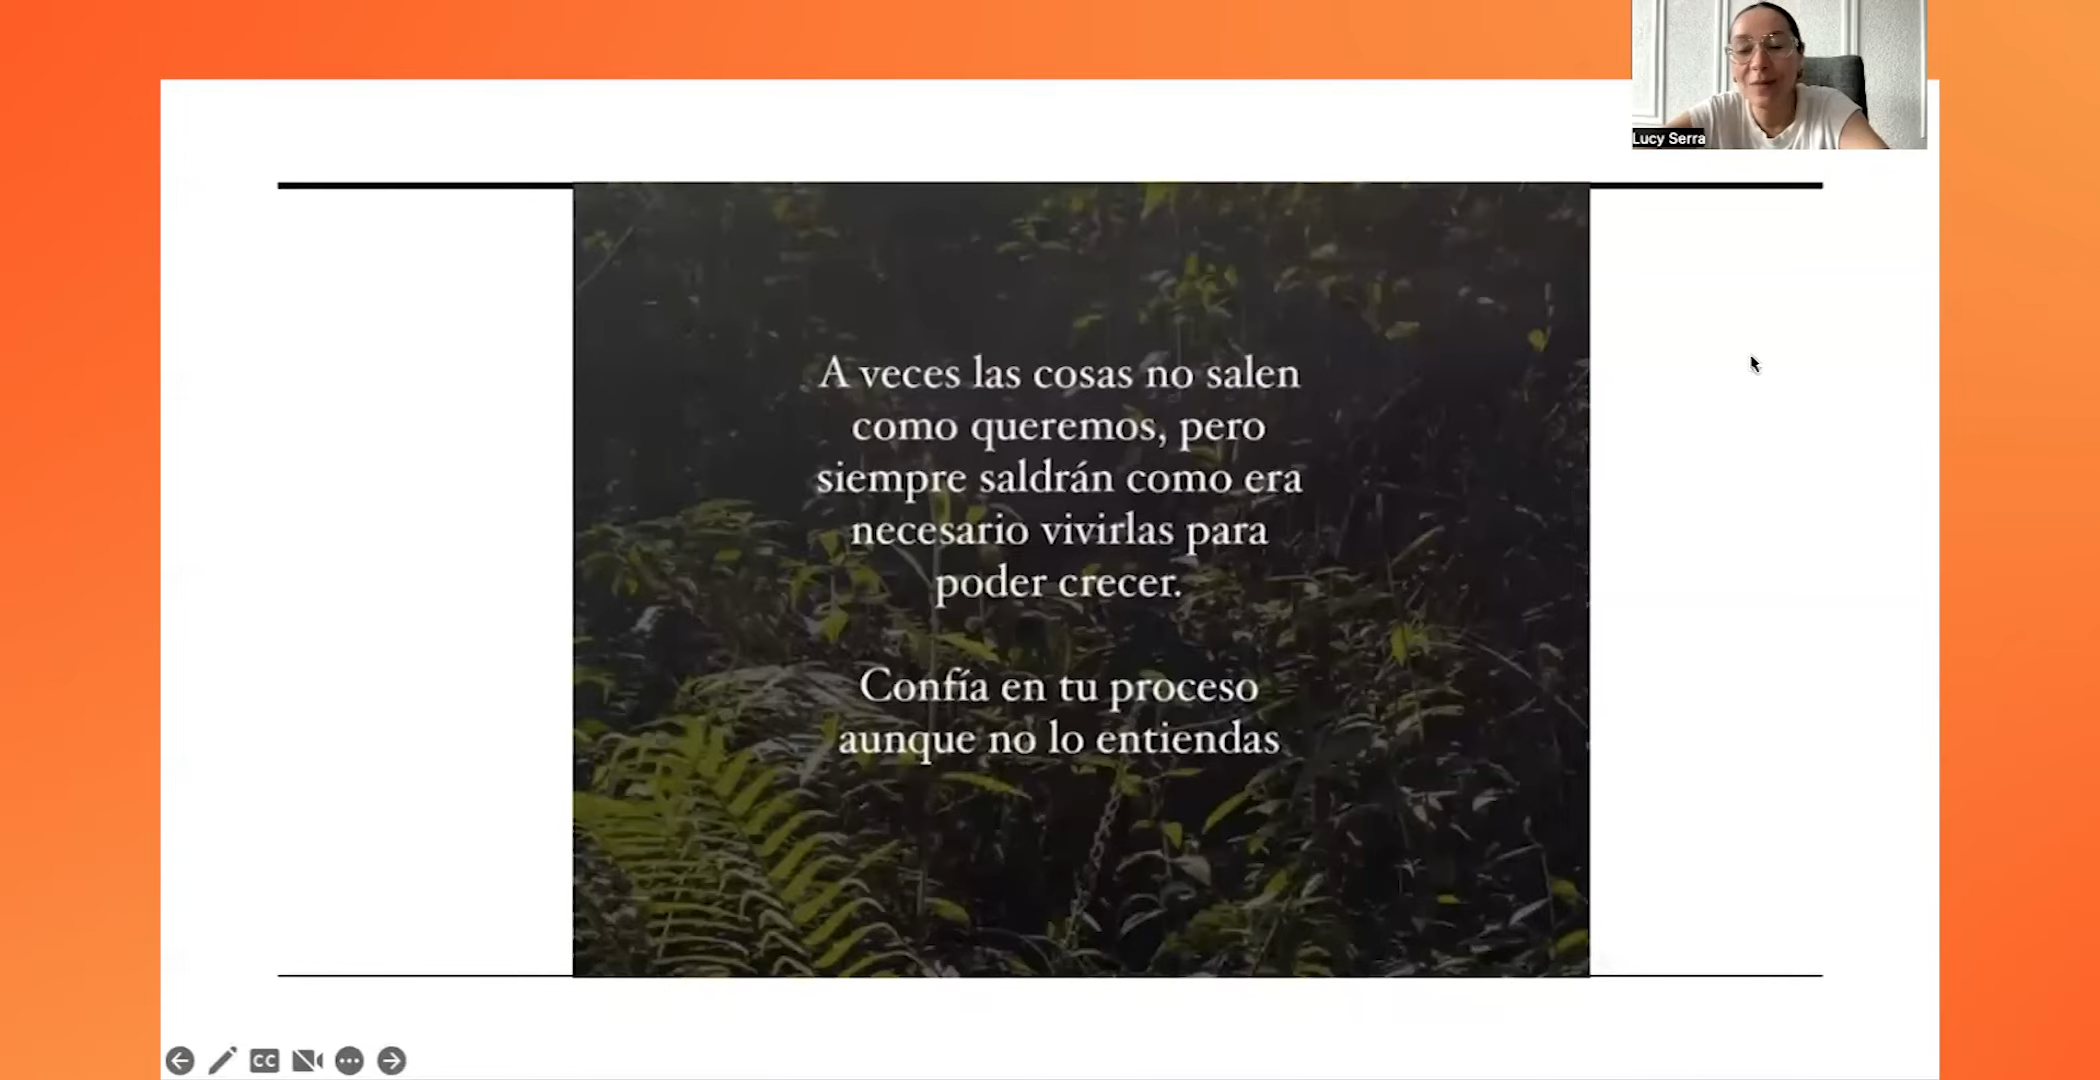 Lucy Serra
A veces las cosas no salen
como queremos, pero
siempre saldrán como era
necesario vivirlas para
poder crecer.
Confía en tu proceso
aunque no lo entiendas
CC